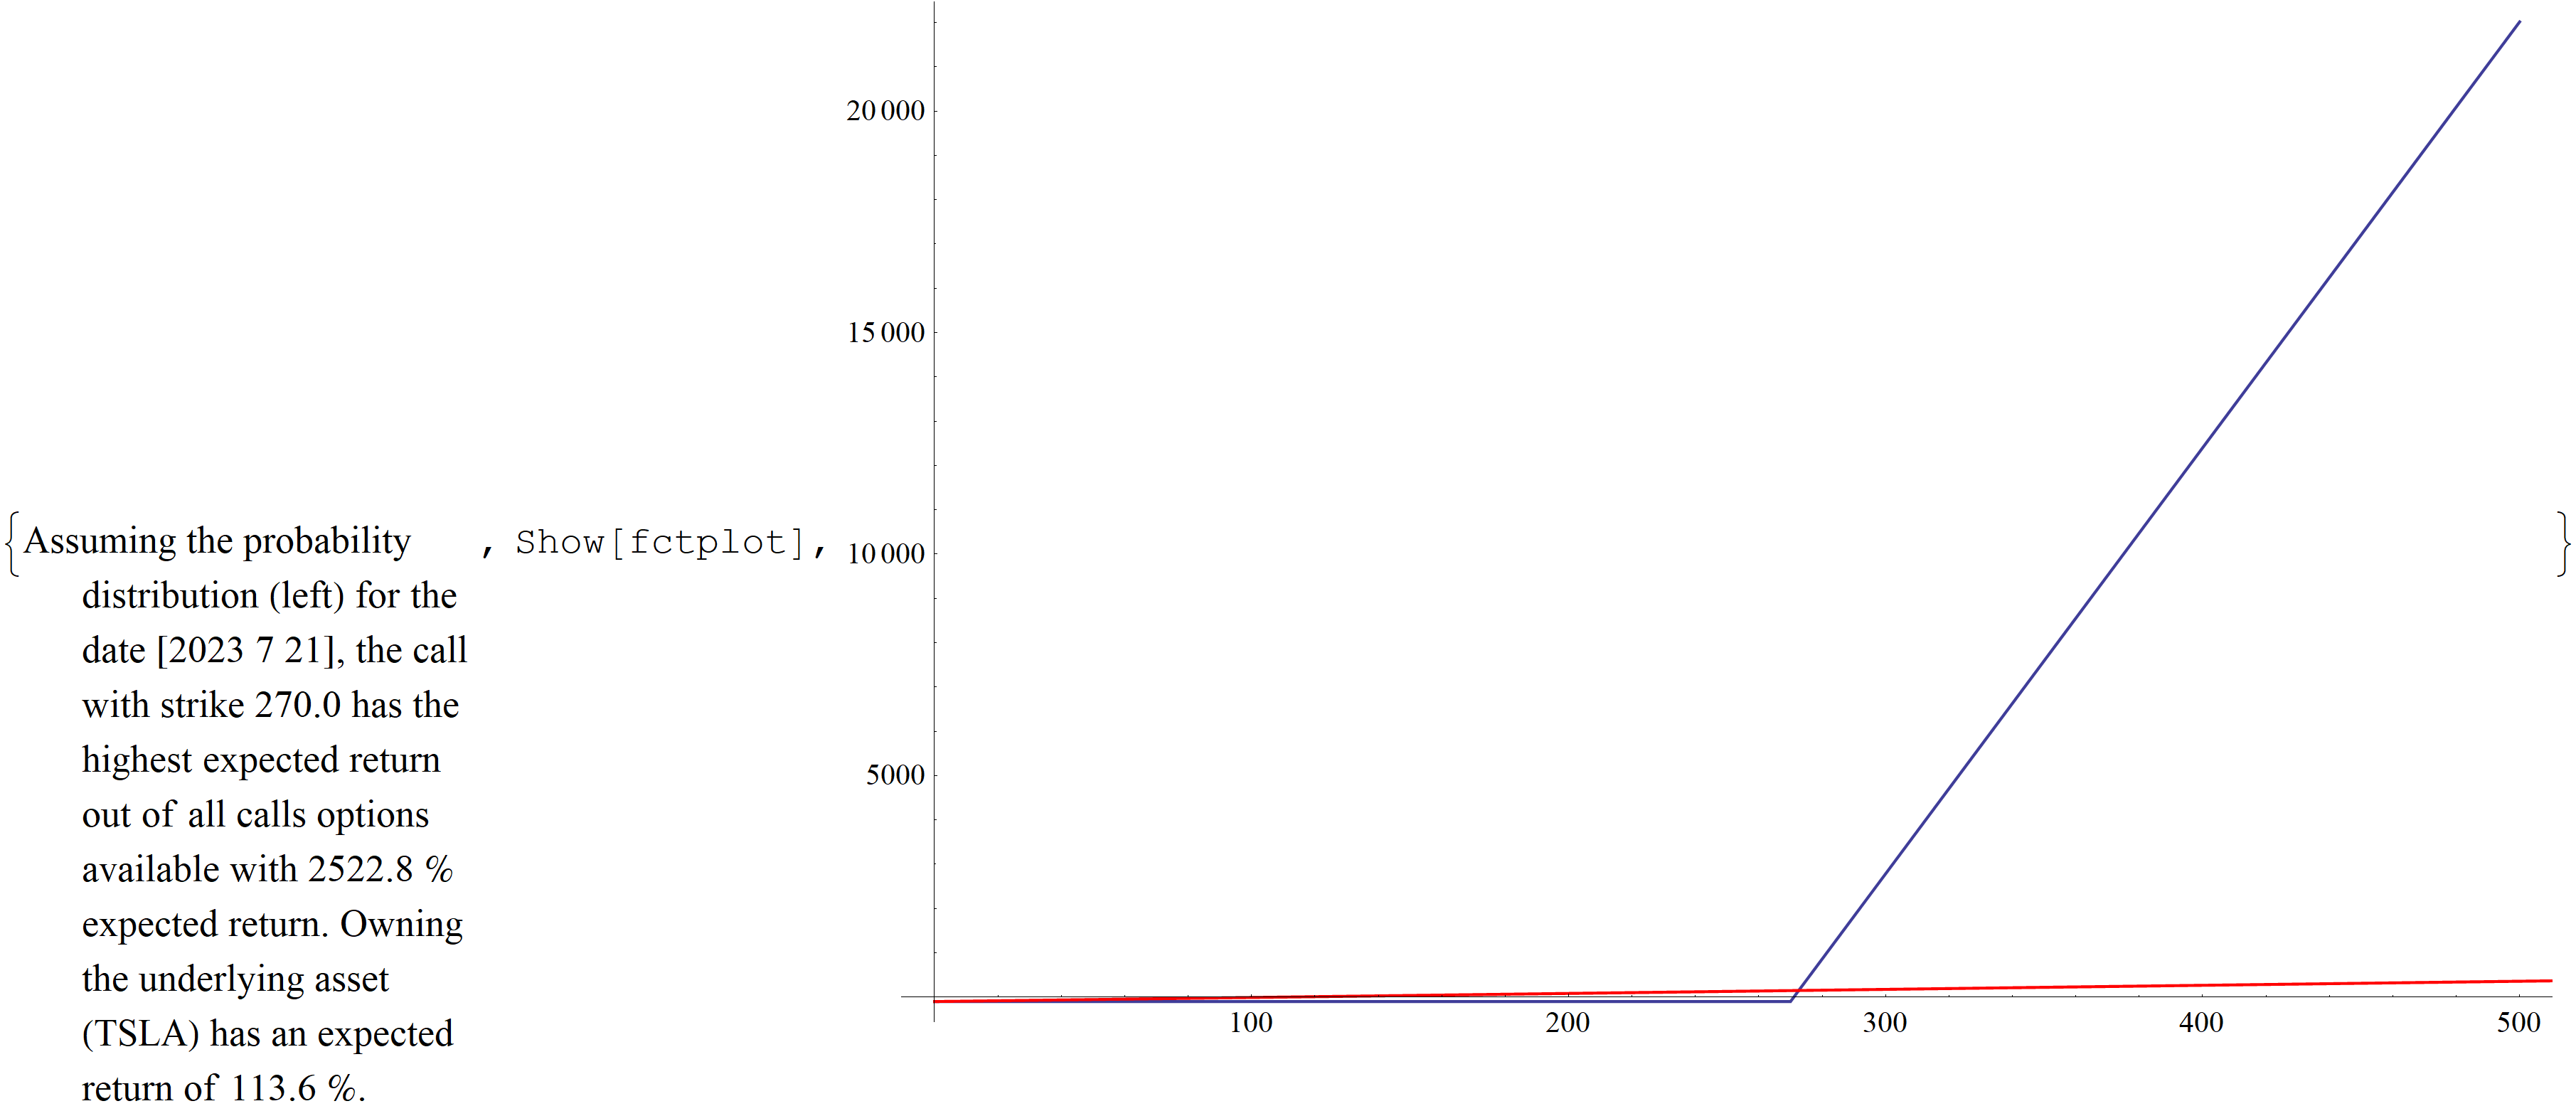 {Assuming the probability
distribution (left) for the
date [2023 7 21], the call
with strike 270.0 has the
highest expected return
out of all calls options
available with 2522.8 %
expected return. Owning
the underlying asset
(TSLA) has an expected
return of 113.6 %.
, Show[fctplot],
20 000
15 000
10 000
5000
100 200 300 400 500
}